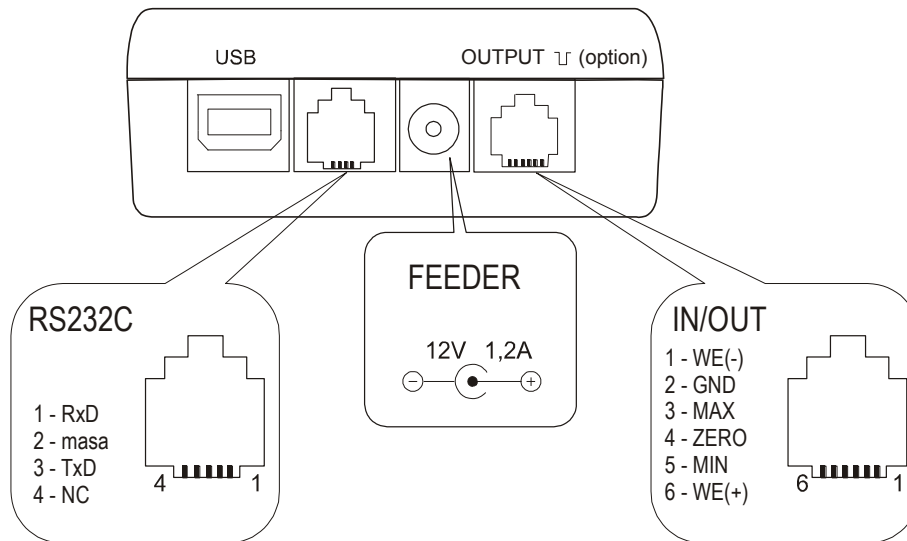 USB
OUTPUT (option)
RS232C
1 - RxD
2 - masa
3 - TxD
4 - NC
4 1
FEEDER
12V 1,2A
− +
IN/OUT
1 - WE(-)
2 - GND
3 - MAX
4 - ZERO
5 - MIN
6 - WE(+)
6 1